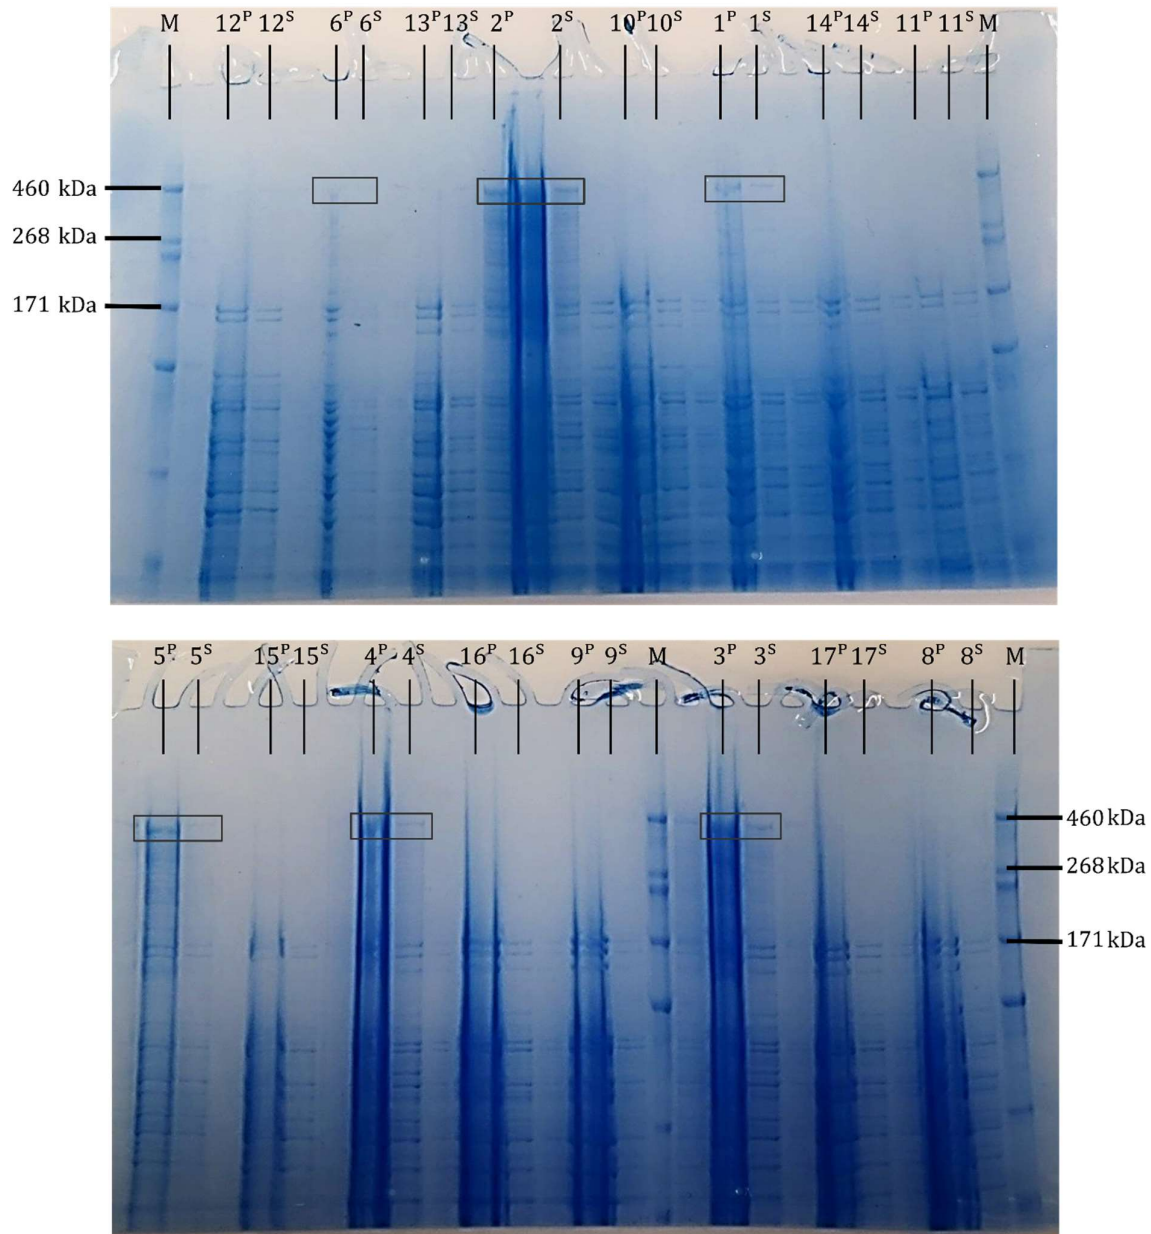 M 12ᴾ 12ˢ 6ᴾ 6ˢ 13ᴾ 13ˢ 2ᴾ 2ˢ 10ᴾ 10ˢ 1ᴾ 1ˢ 14ᴾ 14ˢ 11ᴾ 11ˢ M
460 kDa
268 kDa
171 kDa
5ᴾ 5ˢ 15ᴾ 15ˢ 4ᴾ 4ˢ 16ᴾ 16ˢ 9ᴾ 9ˢ M 3ᴾ 3ˢ 17ᴾ 17ˢ 8ᴾ 8ˢ M
460 kDa
268 kDa
171 kDa